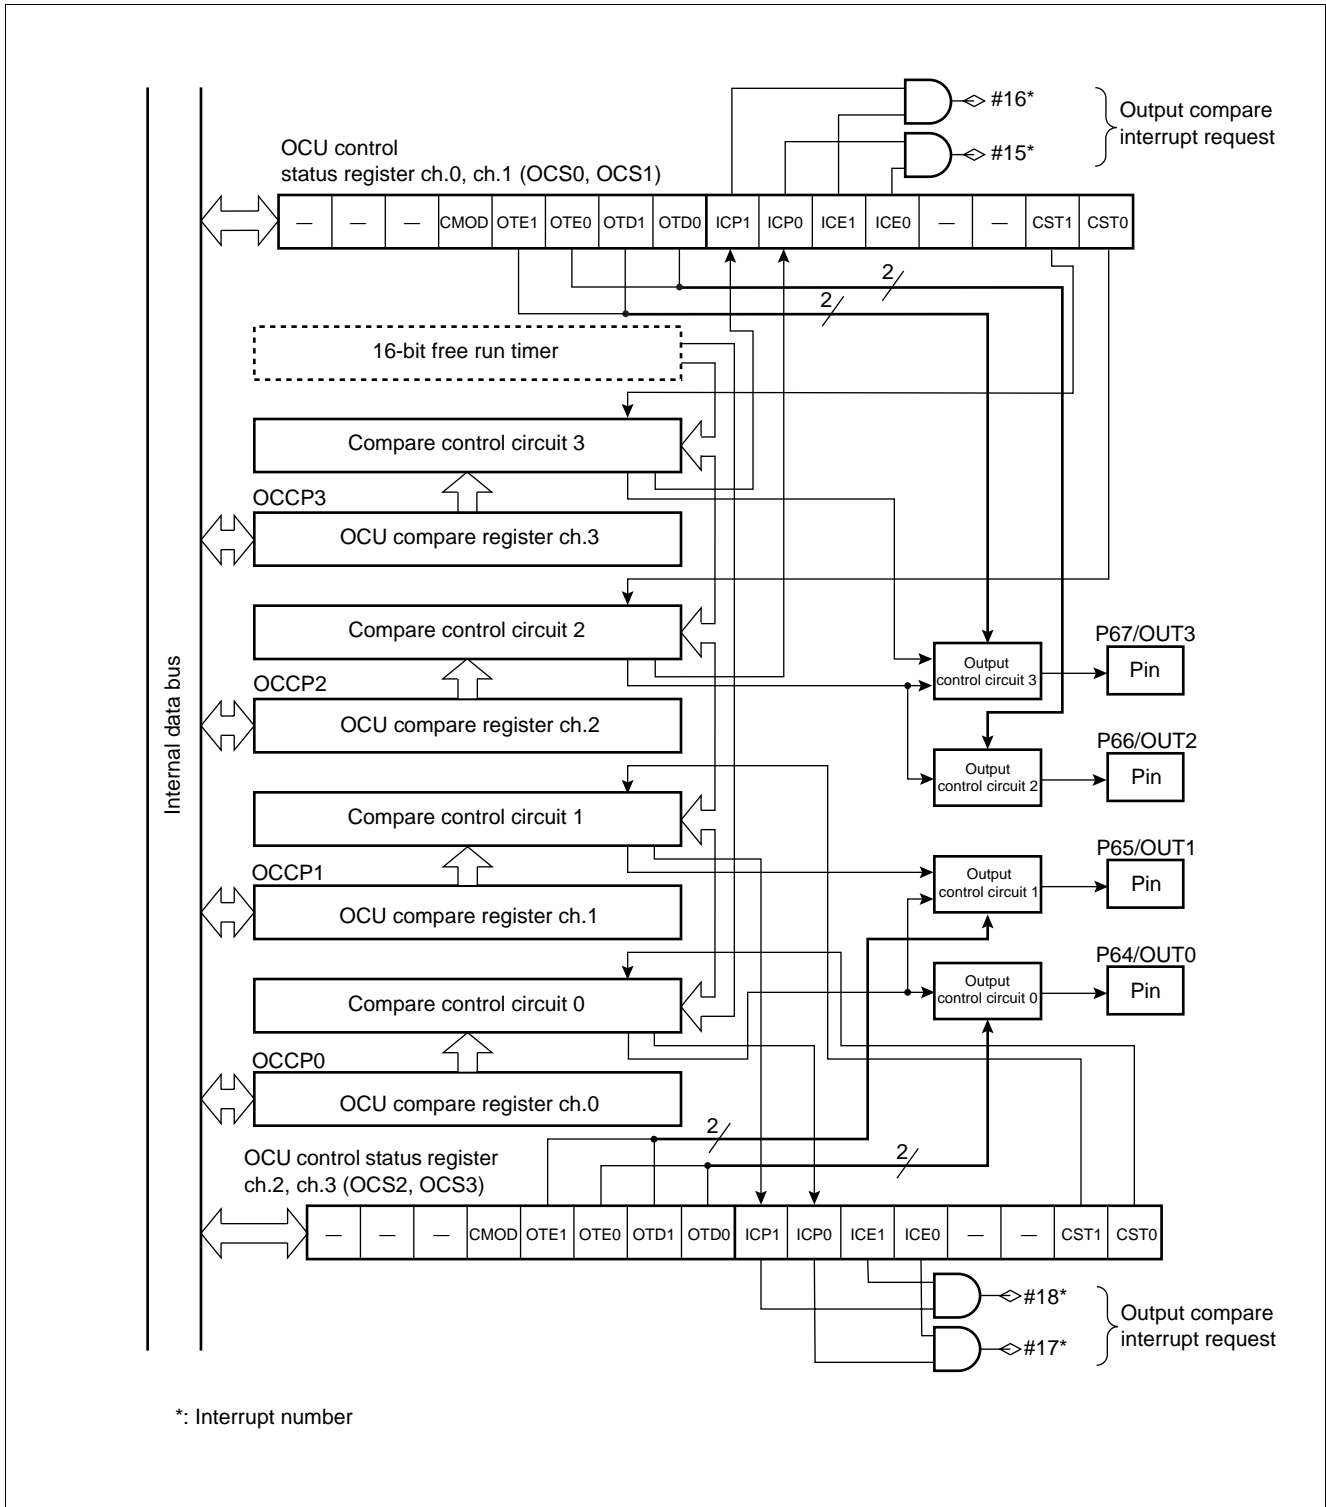 #16*
Output compare
interrupt request
#15*
OCU control
status register ch.0, ch.1 (OCS0, OCS1)
— — — CMOD OTE1 OTE0 OTD1 OTD0 ICP1 ICP0 ICE1 ICE0 — — CST1 CST0
2
2
16-bit free run timer
Compare control circuit 3
OCCP3
OCU compare register ch.3
Compare control circuit 2
OCCP2
OCU compare register ch.2
Compare control circuit 1
OCCP1
OCU compare register ch.1
Compare control circuit 0
OCCP0
OCU compare register ch.0
Internal data bus
Output
control circuit 3
P67/OUT3
Pin
Output
control circuit 2
P66/OUT2
Pin
Output
control circuit 1
P65/OUT1
Pin
Output
control circuit 0
P64/OUT0
Pin
2
2
OCU control status register
ch.2, ch.3 (OCS2, OCS3)
— — — CMOD OTE1 OTE0 OTD1 OTD0 ICP1 ICP0 ICE1 ICE0 — — CST1 CST0
#18*
Output compare
interrupt request
#17*
*: Interrupt number